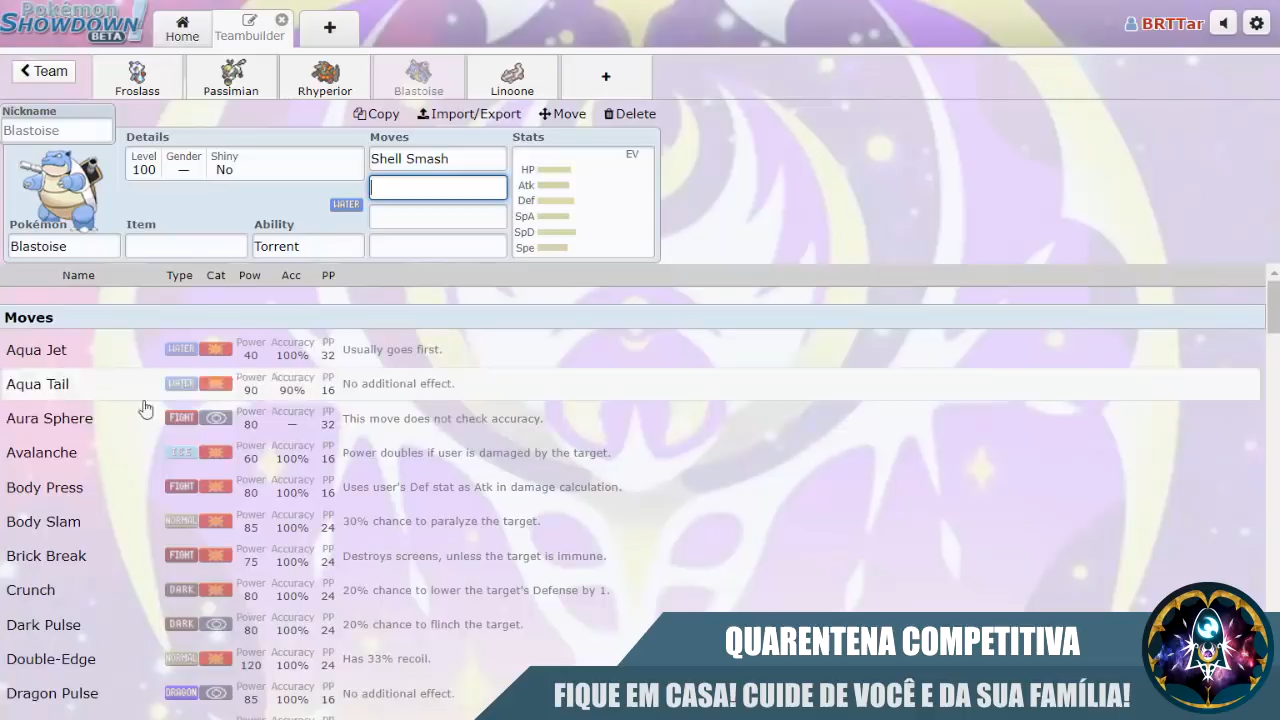 Pokémon
SHOWDOWN!
BETA
Home
Teambuilder
+
BRTTar
Team
Froslass
Passimian
Rhyperior
Blastoise
Linoone
+
Copy Import/Export Move Delete
Nickname
Blastoise
Details
Level Gender Shiny
100 — No
WATER
Pokémon Item Ability
Blastoise Torrent
Moves
Shell Smash
Stats
EV
HP
Atk
Def
SpA
SpD
Spe
Name Type Cat Pow Acc PP
Moves
Aqua Jet WATER Power 40 Accuracy 100% PP 32 Usually goes first.
Aqua Tail WATER Power 90 Accuracy 90% PP 16 No additional effect.
Aura Sphere FIGHT Power 80 Accuracy — PP 32 This move does not check accuracy.
Avalanche ICE Power 60 Accuracy 100% PP 16 Power doubles if user is damaged by the target.
Body Press FIGHT Power 80 Accuracy 100% PP 16 Uses user's Def stat as Atk in damage calculation.
Body Slam NORMAL Power 85 Accuracy 100% PP 24 30% chance to paralyze the target.
Brick Break FIGHT Power 75 Accuracy 100% PP 24 Destroys screens, unless the target is immune.
Crunch DARK Power 80 Accuracy 100% PP 24 20% chance to lower the target's Defense by 1.
Dark Pulse DARK Power 80 Accuracy 100% PP 24 20% chance to flinch the target.
Double-Edge NORMAL Power 120 Accuracy 100% PP 24 Has 33% recoil.
Dragon Pulse DRAGON Power 85 Accuracy 100% PP 16 No additional effect.
Power Accuracy PP
QUARENTENA COMPETITIVA
FIQUE EM CASA! CUIDE DE VOCÊ E DA SUA FAMÍLIA!